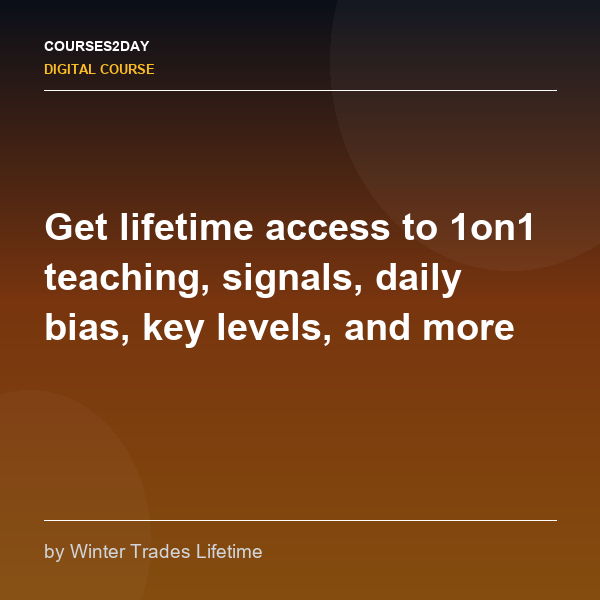 COURSES2DAY
DIGITAL COURSE
Get lifetime access to 1on1
teaching, signals, daily
bias, key levels, and more
by Winter Trades Lifetime